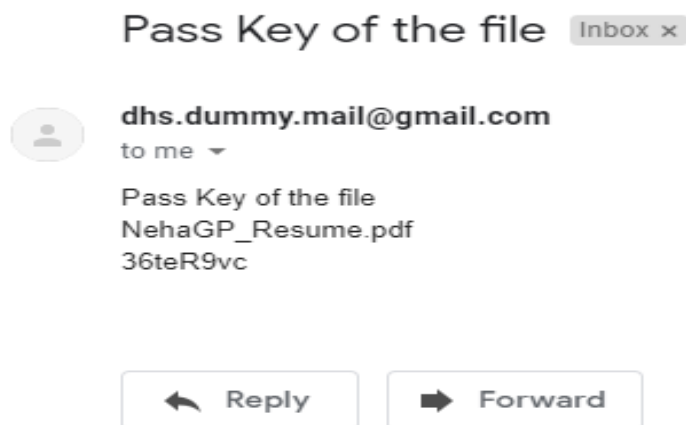 Pass Key of the file Inbox ×
dhs.dummy.mail@gmail.com
to me
Pass Key of the file
NehaGP_Resume.pdf
36teR9vc
Reply Forward